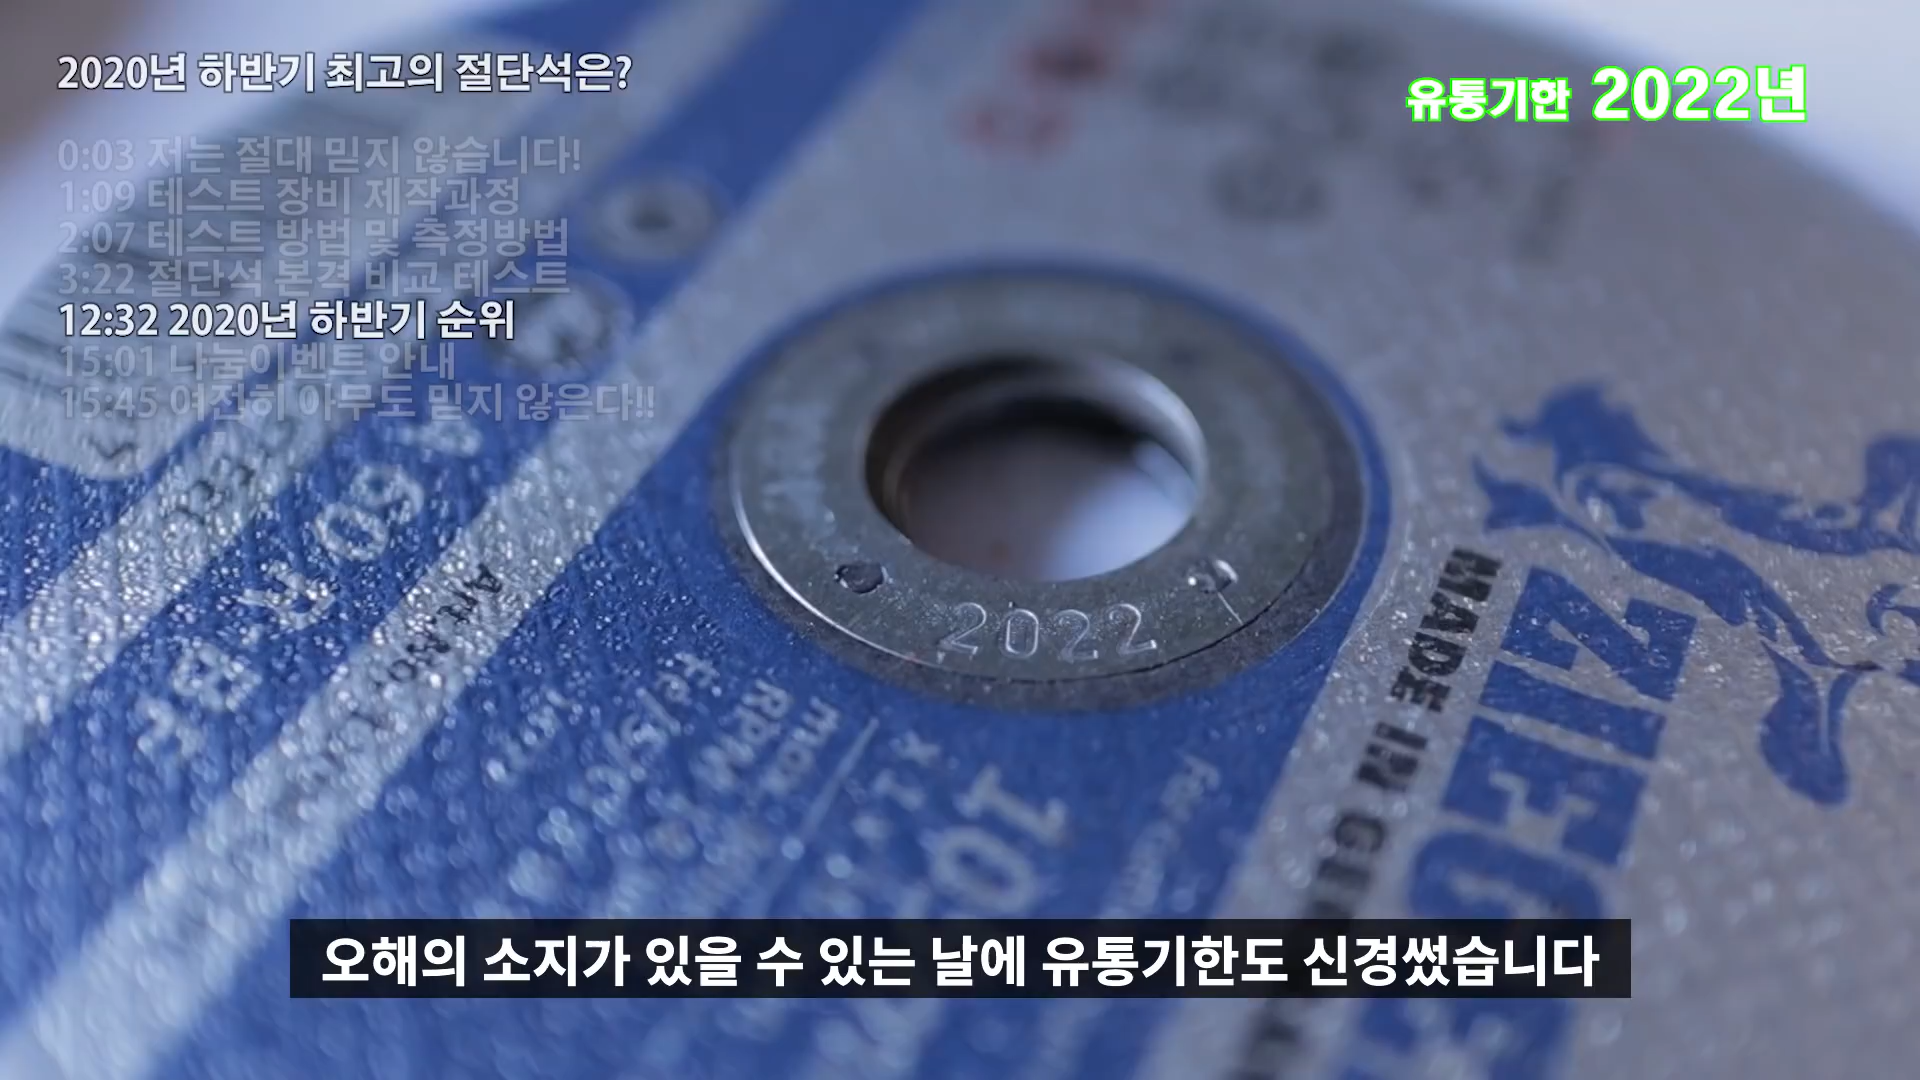 2020년 하반기 최고의 절단석은?
유통기한 2022년
0:03 저는 절대 믿지 않습니다!
1:09 테스트 장비 제작과정
2:07 테스트 방법 및 측정방법
3:22 절단석 본격 비교 테스트
12:32 2020년 하반기 순위
15:01 나눔이벤트 안내
15:45 여전히 아무도 믿지 않은다!!
A 60
2022
Art.No.
max
RPM
MADE IN
오해의 소지가 있을 수 있는 날에 유통기한도 신경썼습니다